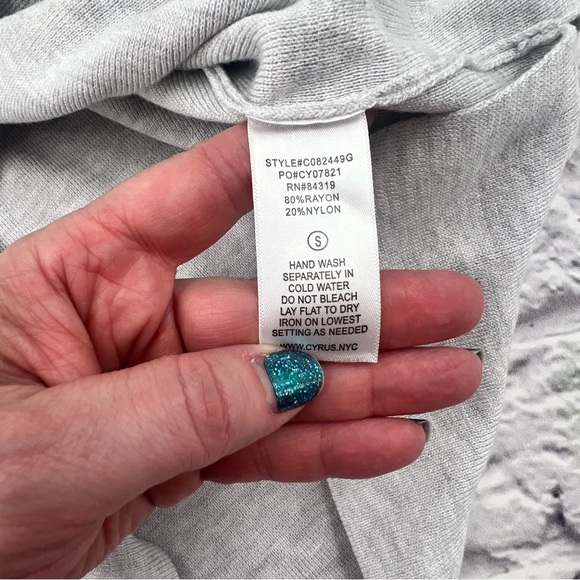 STYLE#C082449G
PO#CY07821
RN#84319
80%RAYON
20%NYLON
S
HAND WASH
SEPARATELY IN
COLD WATER
DO NOT BLEACH
LAY FLAT TO DRY
IRON ON LOWEST
SETTING AS NEEDED
WWW.CYRUS.NYC